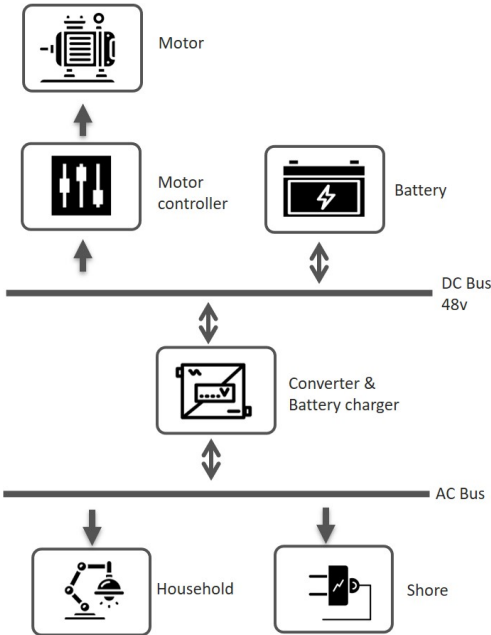 Motor
Motor
controller
Battery
DC Bus
48v
Converter &
Battery charger
AC Bus
Household
Shore